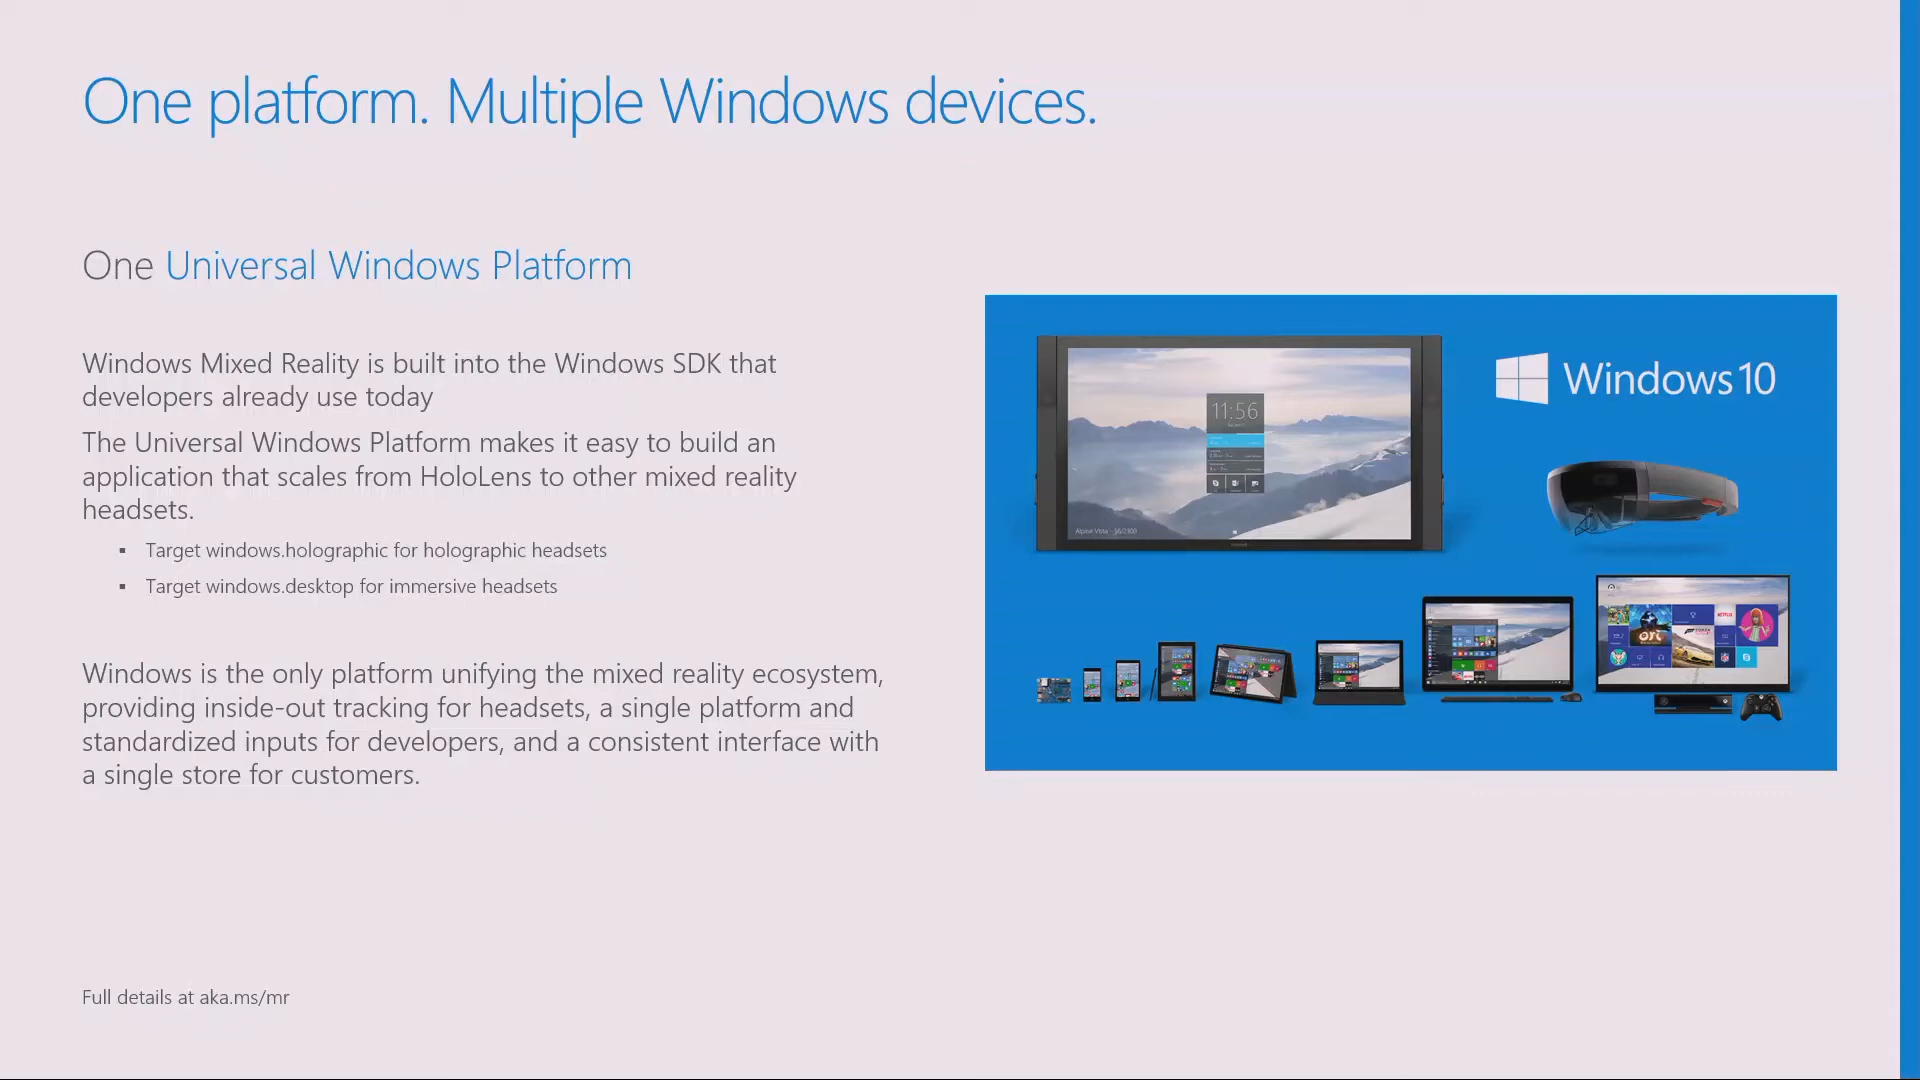 One platform. Multiple Windows devices.
One Universal Windows Platform
Windows Mixed Reality is built into the Windows SDK that
developers already use today
The Universal Windows Platform makes it easy to build an
application that scales from HoloLens to other mixed reality
headsets.
▪ Target windows.holographic for holographic headsets
▪ Target windows.desktop for immersive headsets
Windows is the only platform unifying the mixed reality ecosystem,
providing inside-out tracking for headsets, a single platform and
standardized inputs for developers, and a consistent interface with
a single store for customers.
Full details at aka.ms/mr
Windows 10
11:56
Alpine Vista
ori
NETFLIX
FORZA